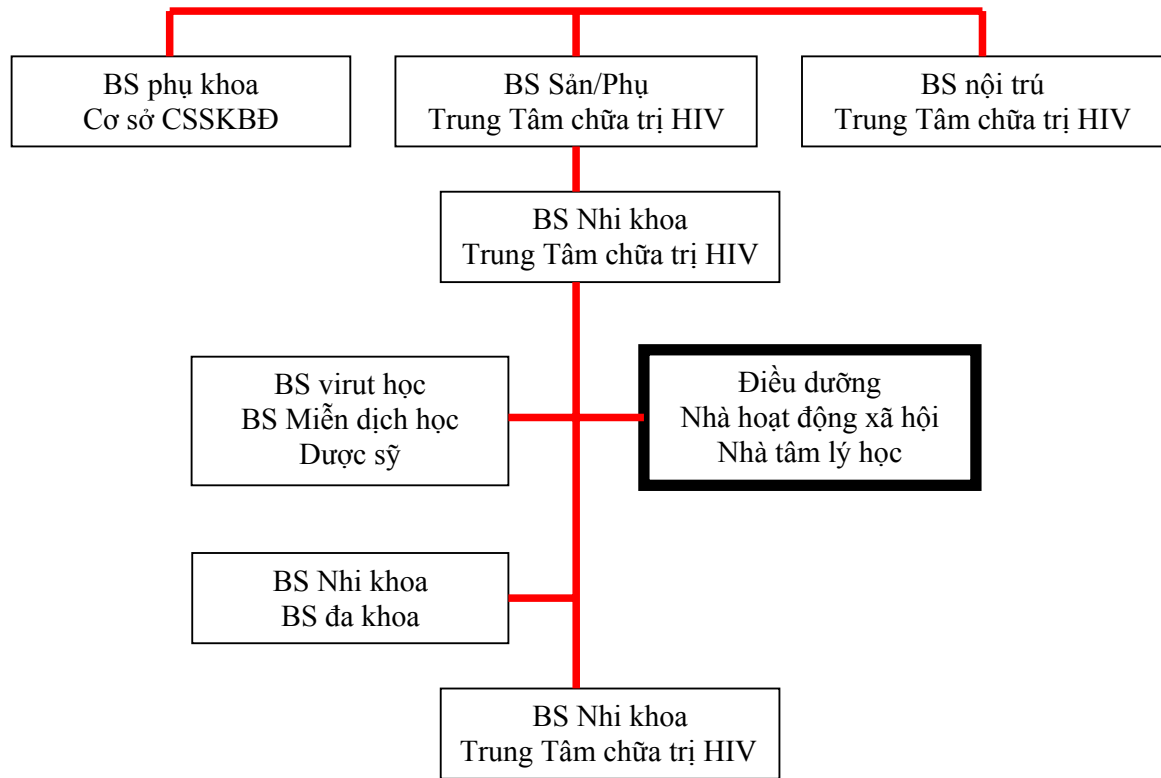 BS phụ khoa
Cơ sở CSSKBĐ
BS Sản/Phụ
Trung Tâm chữa trị HIV
BS nội trú
Trung Tâm chữa trị HIV
BS Nhi khoa
Trung Tâm chữa trị HIV
BS virut học
BS Miễn dịch học
Dược sỹ
Điều dưỡng
Nhà hoạt động xã hội
Nhà tâm lý học
BS Nhi khoa
BS đa khoa
BS Nhi khoa
Trung Tâm chữa trị HIV